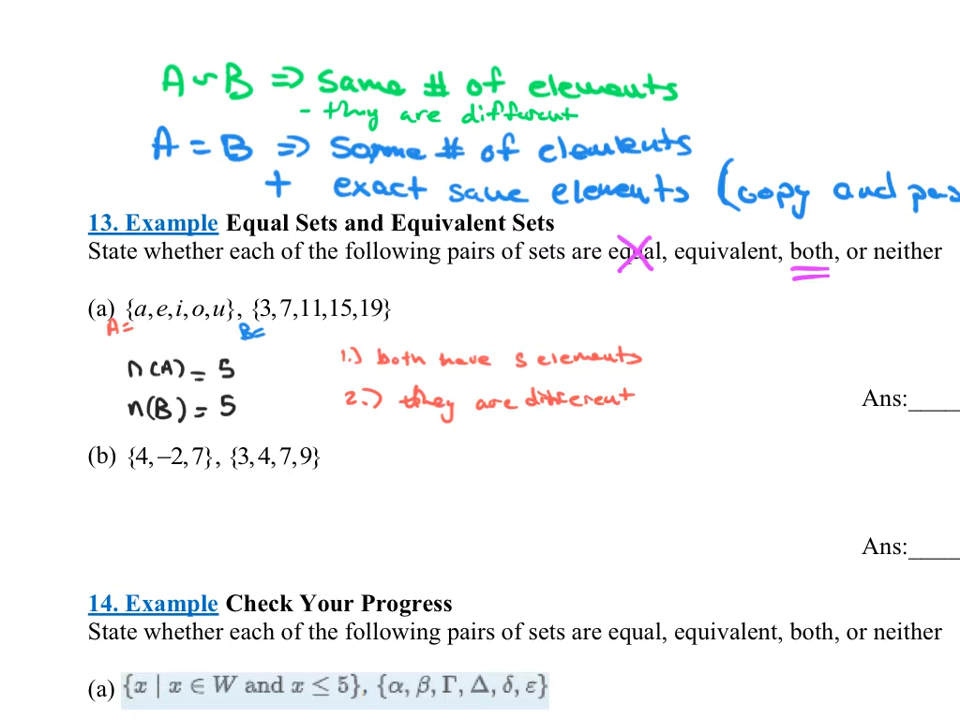 A ~ B ⇒ same # of elements
- they are different
A = B ⇒ same # of elements
+ exact same elements (copy and pas
13. Example Equal Sets and Equivalent Sets
State whether each of the following pairs of sets are equal, equivalent, both, or neither
(a) {a, e, i, o, u}, {3, 7, 11, 15, 19}
A= B=
n(A) = 5 1.) both have 5 elements
n(B) = 5 2.) they are different
Ans:____
(b) {4, −2, 7}, {3, 4, 7, 9}
Ans:____
14. Example Check Your Progress
State whether each of the following pairs of sets are equal, equivalent, both, or neither
(a) {x | x ∈ W and x ≤ 5}, {α, β, Γ, Δ, δ, ε}